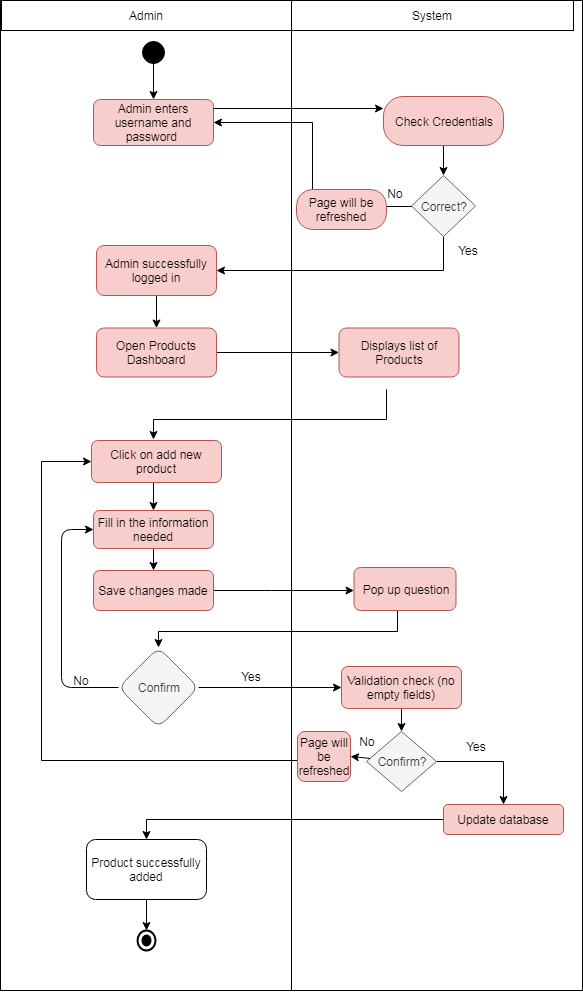 Admin
System
Admin enters
username and
password
Check Credentials
No
Page will be
refreshed
Correct?
Yes
Admin successfully
logged in
Open Products
Dashboard
Displays list of
Products
Click on add new
product
Fill in the information
needed
Save changes made
Pop up question
No
Confirm
Yes
Validation check (no
empty fields)
Page will
be
refreshed
No
Confirm?
Yes
Update database
Product successfully
added